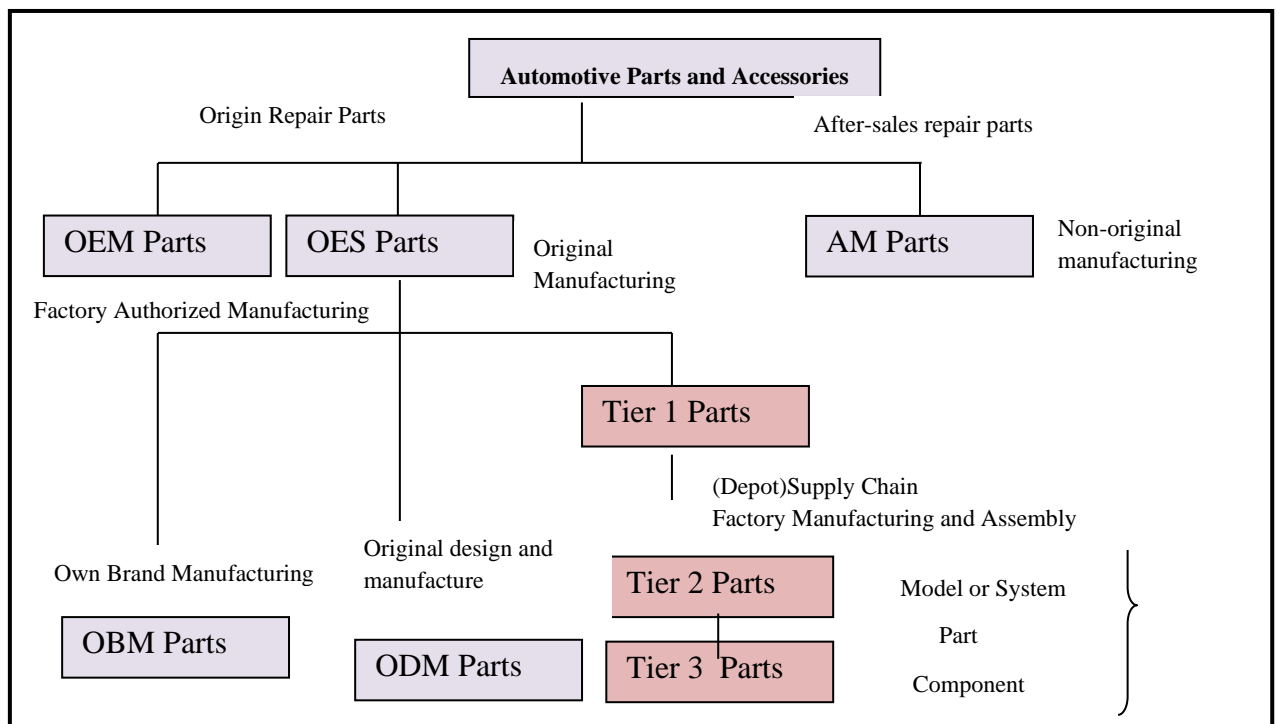 Automotive Parts and Accessories
Origin Repair Parts
After-sales repair parts
OEM Parts
OES Parts
Original
Manufacturing
AM Parts
Non-original
manufacturing
Factory Authorized Manufacturing
Tier 1 Parts
(Depot)Supply Chain
Factory Manufacturing and Assembly
Own Brand Manufacturing
Original design and
manufacture
Tier 2 Parts
Model or System
Part
OBM Parts
ODM Parts
Tier 3 Parts
Component